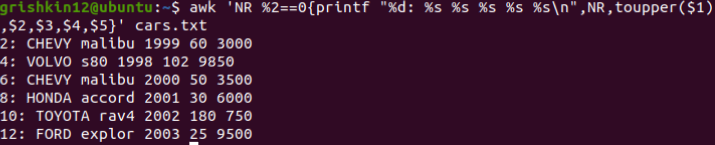 grishkin12@ubuntu:~$ awk 'NR %2==0{printf "%d: %s %s %s %s %s\n",NR,toupper($1)
,$2,$3,$4,$5}' cars.txt
2: CHEVY malibu 1999 60 3000
4: VOLVO s80 1998 102 9850
6: CHEVY malibu 2000 50 3500
8: HONDA accord 2001 30 6000
10: TOYOTA rav4 2002 180 750
12: FORD explor 2003 25 9500